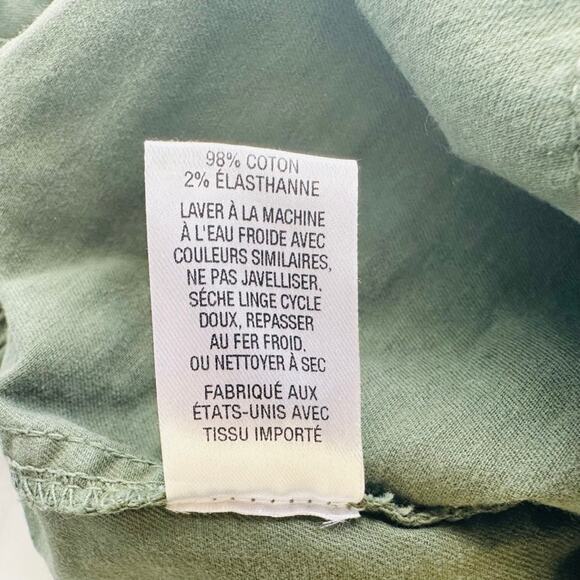 98% COTON
2% ÉLASTHANNE
LAVER À LA MACHINE
À L'EAU FROIDE AVEC
COULEURS SIMILAIRES,
NE PAS JAVELLISER,
SÉCHE LINGE CYCLE
DOUX, REPASSER
AU FER FROID,
OU NETTOYER À SEC
FABRIQUÉ AUX
ÉTATS-UNIS AVEC
TISSU IMPORTÉ